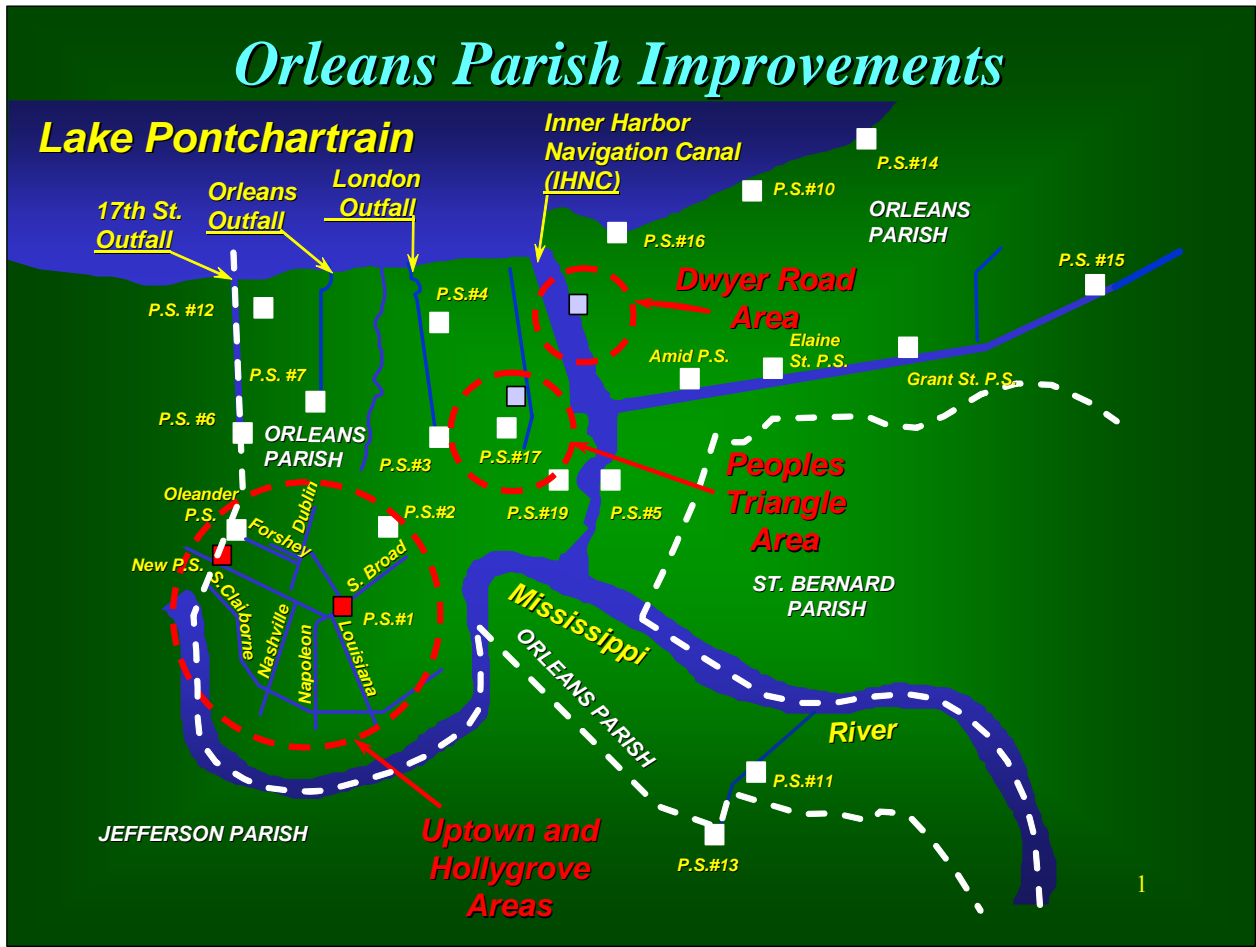 Orleans Parish Improvements
Lake Pontchartrain
Inner Harbor
Navigation Canal
(IHNC)
17th St.
Outfall
Orleans
Outfall
London
Outfall
P.S.#14
P.S.#10
ORLEANS
PARISH
P.S.#16
P.S. #15
Dwyer Road
Area
P.S. #12
P.S.#4
Elaine
St. P.S.
Amid P.S.
Grant St. P.S.
P.S. #7
P.S. #6
ORLEANS
PARISH
P.S.#3
P.S.#17
Peoples
Triangle
Area
P.S.#19
P.S.#5
Oleander
P.S.
Dublin
Forshey
P.S.#2
S. Broad
New P.S.
S.Claiborne
Nashville
Napoleon
Louisiana
P.S.#1
ST. BERNARD
PARISH
Mississippi
ORLEANS PARISH
River
P.S.#11
JEFFERSON PARISH
Uptown and
Hollygrove
Areas
P.S.#13
1